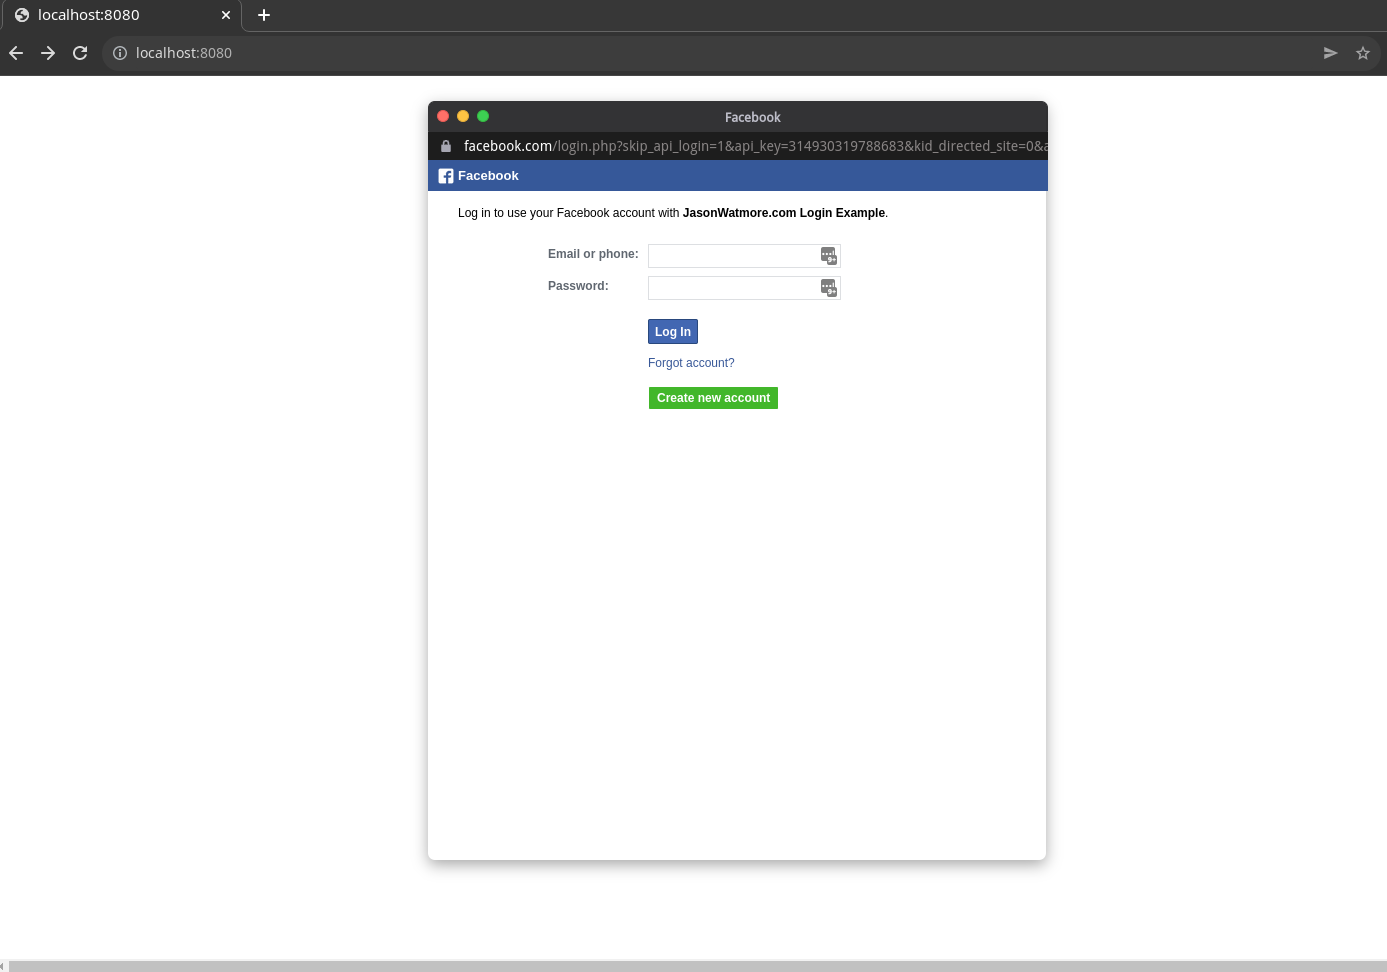 localhost:8080
localhost:8080
Facebook
facebook.com/login.php?skip_api_login=1&api_key=314930319788683&kid_directed_site=0&a
Facebook
Log in to use your Facebook account with JasonWatmore.com Login Example.
Email or phone:
9+
Password:
9+
Log In
Forgot account?
Create new account